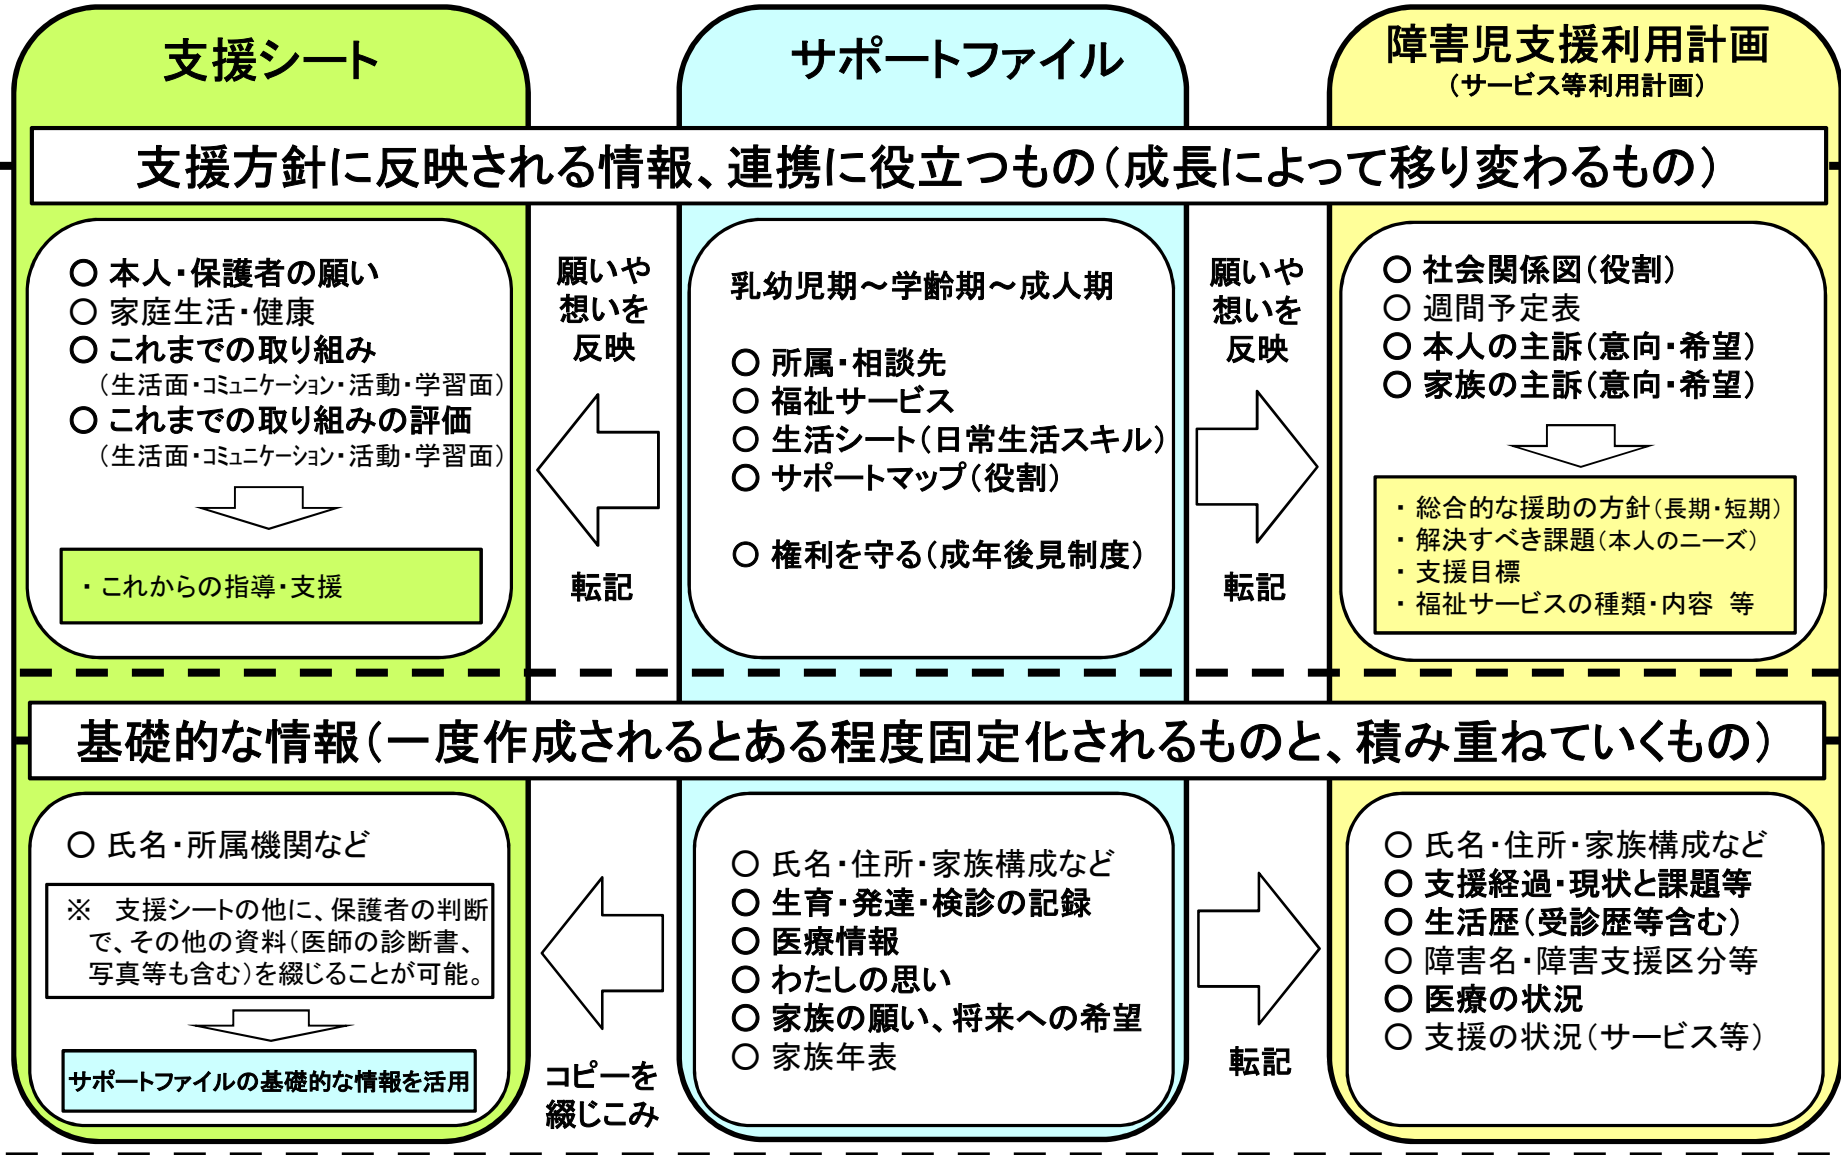 支援シート
サポートファイル
障害児支援利用計画
（サービス等利用計画）
支援方針に反映される情報、連携に役立つもの（成長によって移り変わるもの）
○ 本人・保護者の願い
○ 家庭生活・健康
○ これまでの取り組み
（生活面・コミュニケーション・活動・学習面）
○ これまでの取り組みの評価
（生活面・コミュニケーション・活動・学習面）
・これからの指導・支援
願いや
想いを
反映
転記
乳幼児期～学齢期～成人期
○ 所属・相談先
○ 福祉サービス
○ 生活シート（日常生活スキル）
○ サポートマップ（役割）
○ 権利を守る（成年後見制度）
願いや
想いを
反映
転記
○ 社会関係図（役割）
○ 週間予定表
○ 本人の主訴（意向・希望）
○ 家族の主訴（意向・希望）
・ 総合的な援助の方針（長期・短期）
・ 解決すべき課題（本人のニーズ）
・ 支援目標
・ 福祉サービスの種類・内容 等
基礎的な情報（一度作成されるとある程度固定化されるものと、積み重ねていくもの）
○ 氏名・所属機関など
※ 支援シートの他に、保護者の判断
で、その他の資料（医師の診断書、
写真等も含む）を綴じることが可能。
サポートファイルの基礎的な情報を活用
コピーを
綴じこみ
○ 氏名・住所・家族構成など
○ 生育・発達・検診の記録
○ 医療情報
○ わたしの思い
○ 家族の願い、将来への希望
○ 家族年表
転記
○ 氏名・住所・家族構成など
○ 支援経過・現状と課題等
○ 生活歴（受診歴等含む）
○ 障害名・障害支援区分等
○ 医療の状況
○ 支援の状況（サービス等）